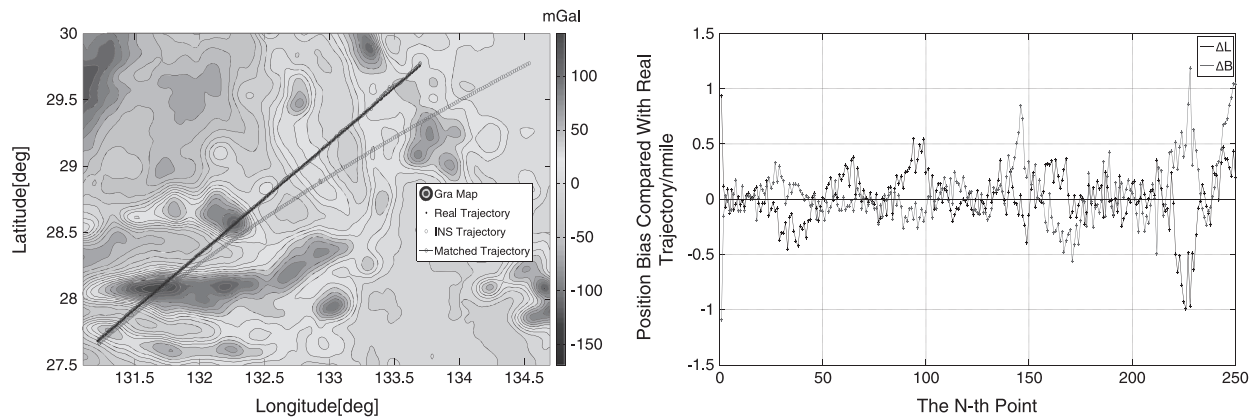 mGal
30
29.5
29
28.5
28
27.5
Latitude[deg]
131.5 132 132.5 133 133.5 134 134.5
Longitude[deg]
100
50
0
−50
−100
−150
Gra Map
Real Trajectory
INS Trajectory
Matched Trajectory
Position Bias Compared With Real
Trajectory/nmile
1.5
1
0.5
0
-0.5
-1
-1.5
0 50 100 150 200 250
The N-th Point
ΔL
ΔB